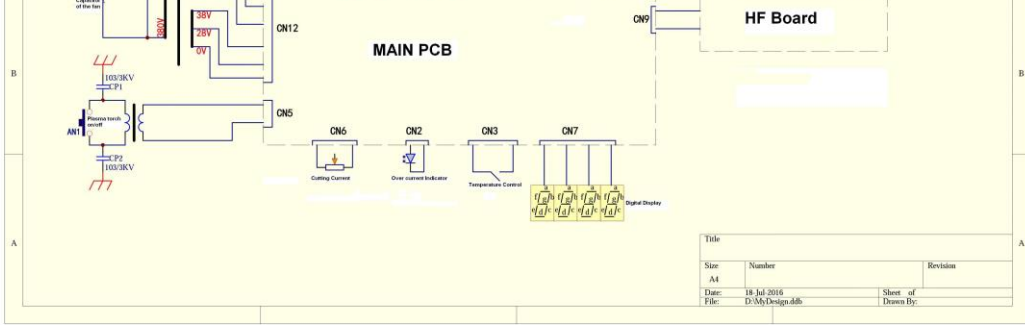 of the fan
380V
38V
28V
0V
CN12
MAIN PCB
CN9
HF Board
B
B
103/3KV
CP1
Plasma torch
on/off
AN1
CN5
CP2
103/3KV
CN6
CN2
CN3
CN7
Cutting Current
Over current Indicator
Temperature Control
a a a a
f g b f g b f g b f g b
e d c e d c e d c e d c
Digital Display
A
A
Title
Size
Number
Revision
A4
Date: 18-Jul-2016 Sheet of
File: D:\MyDesign.ddb Drawn By: